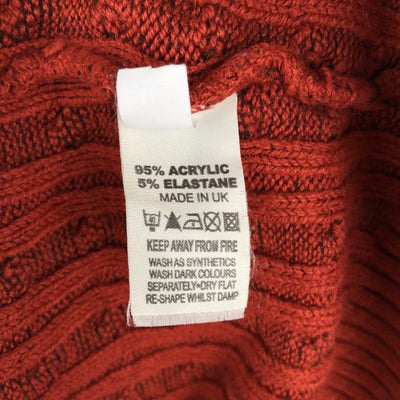 95% ACRYLIC
5% ELASTANE
MADE IN UK
KEEP AWAY FROM FIRE
WASH AS SYNTHETICS
WASH DARK COLOURS
SEPARATELY•DRY FLAT
RE-SHAPE WHILST DAMP